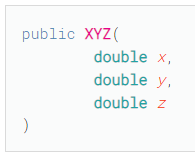 public XYZ(
double x,
double y,
double z
)